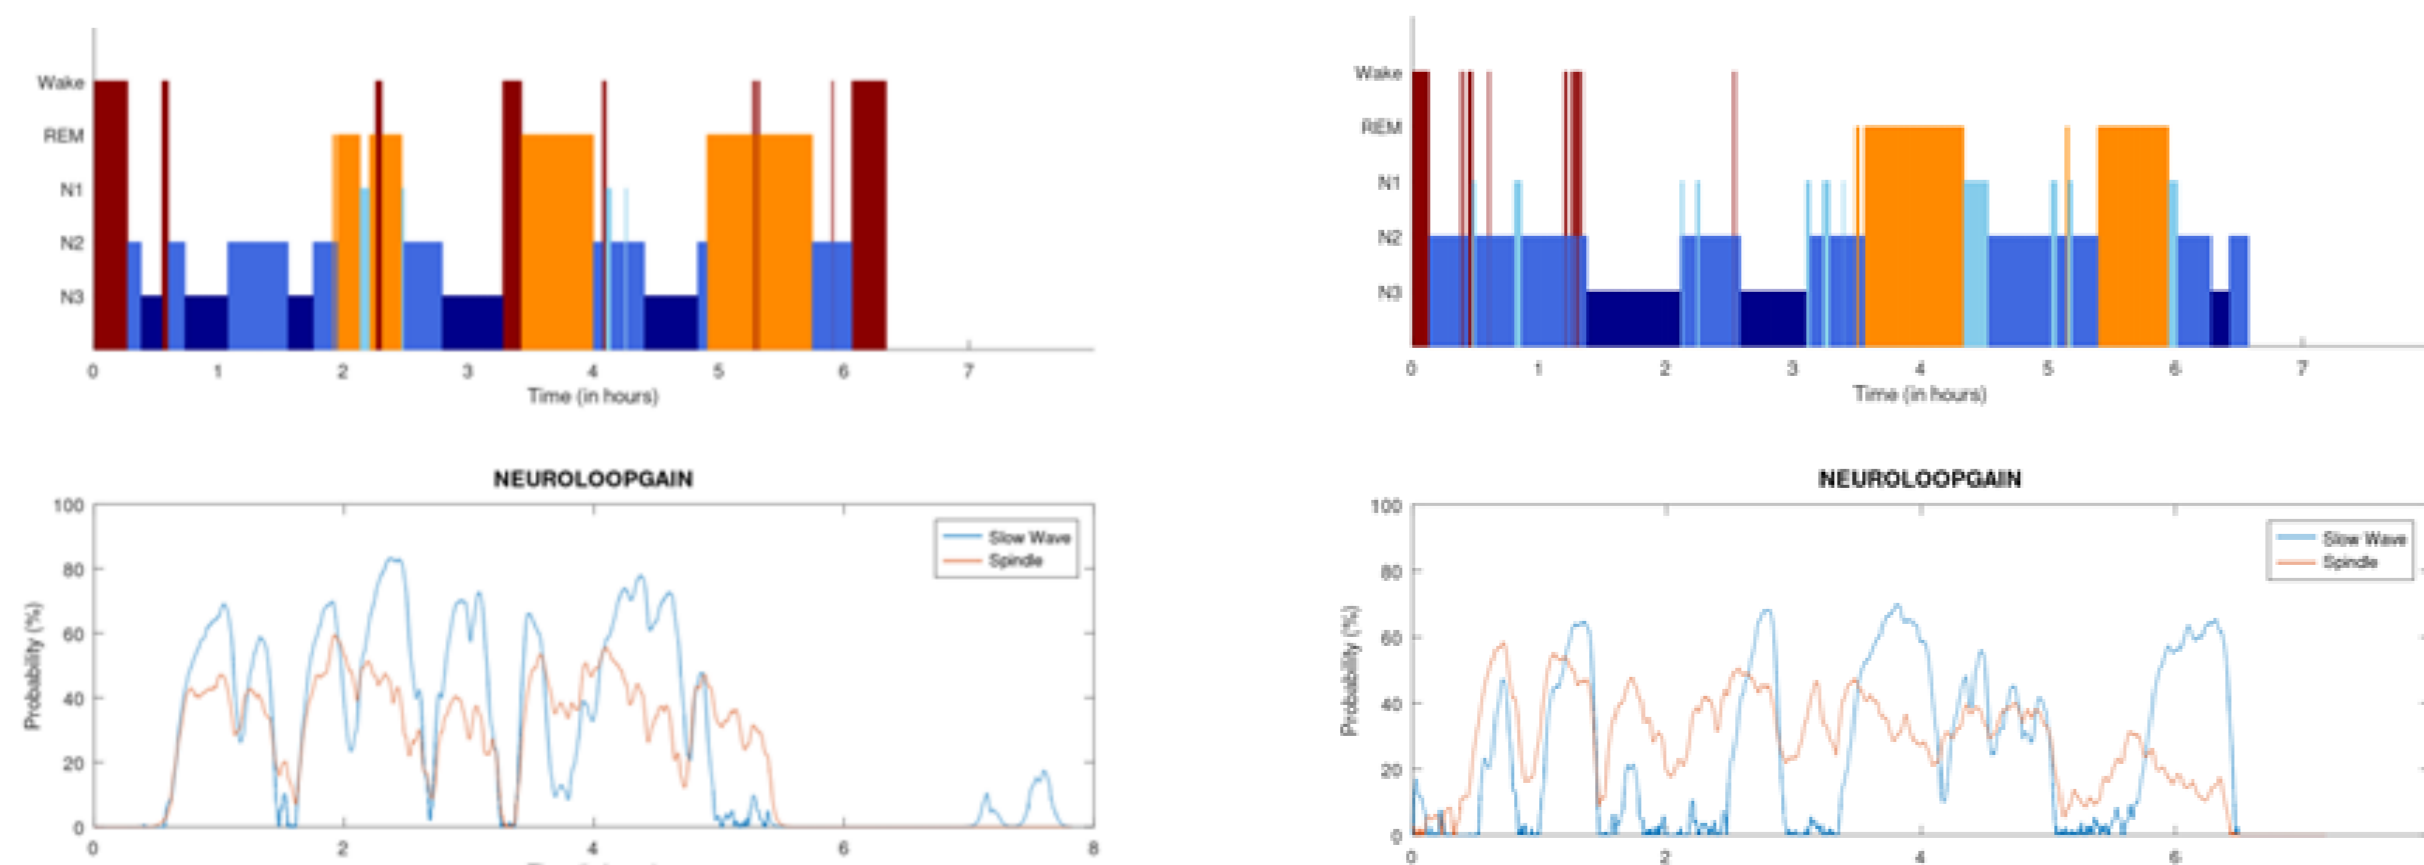 Wake
REM
N1
N2
N3
0 1 2 3 4 5 6 7
Time (in hours)
Wake
REM
N1
N2
N3
0 1 2 3 4 5 6 7
Time (in hours)
NEUROLOOPGAIN
100
80
60
40
20
0
Probability (%)
Slow Wave
Spindle
0 2 4 6 8
NEUROLOOPGAIN
100
80
60
40
20
0
Probability (%)
Slow Wave
Spindle
0 2 4 6